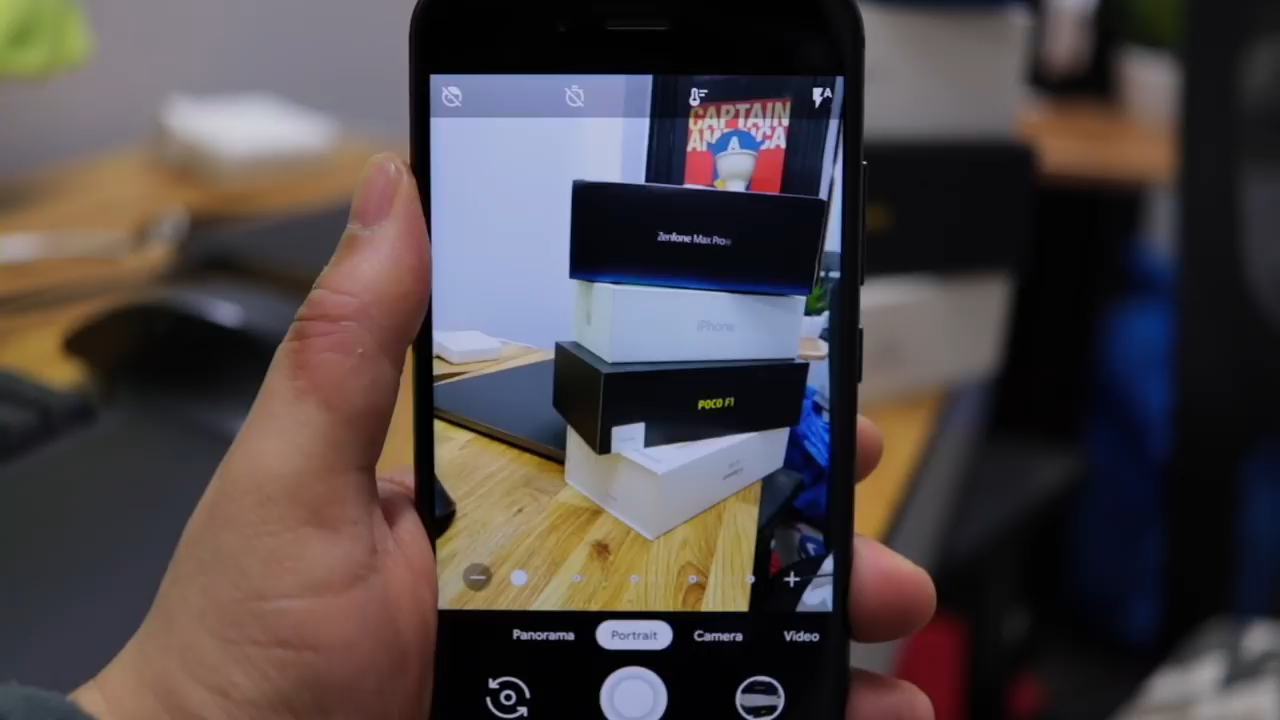 A
CAPTAIN
AMERICA
A
Zenfone Max Pro
iPhone
POCO F1
Panorama
Portrait
Camera
Video